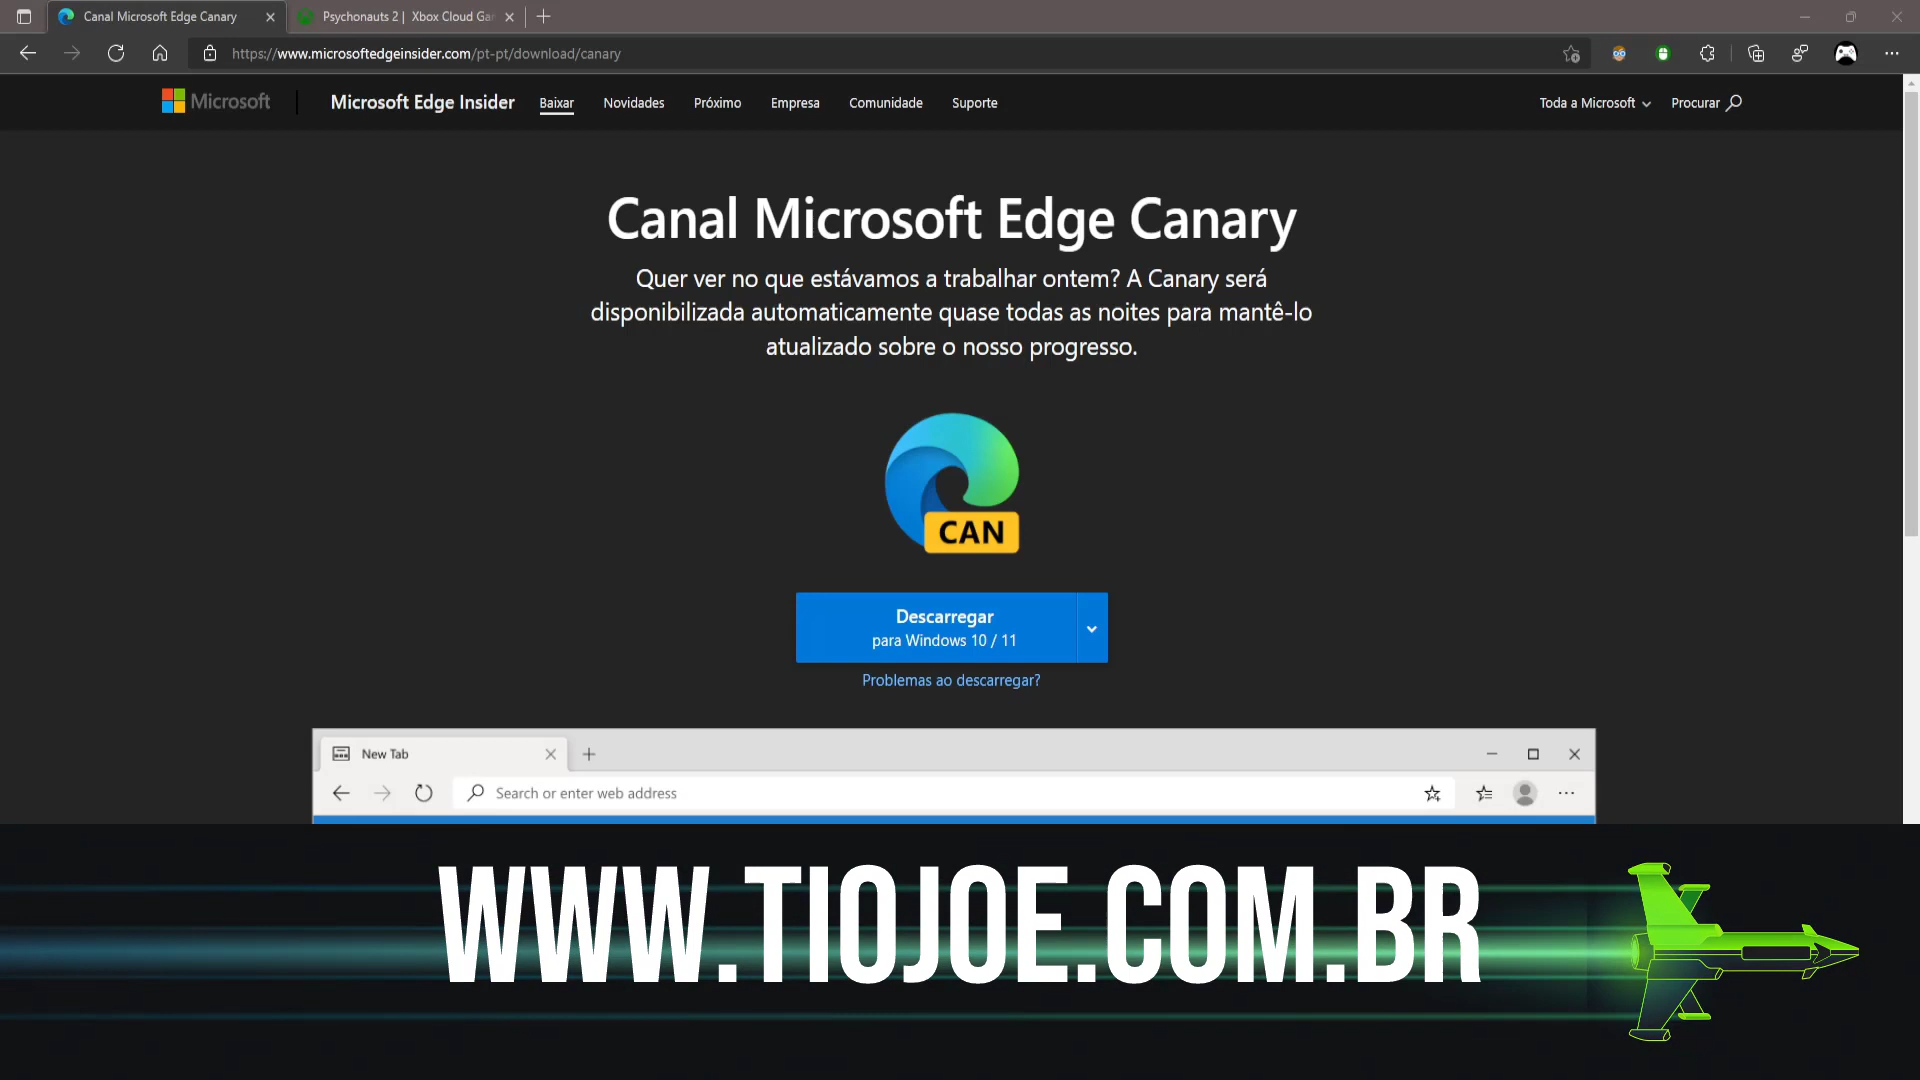 Canal Microsoft Edge Canary
Psychonauts 2 | Xbox Cloud Ga
https://www.microsoftedgeinsider.com/pt-pt/download/canary
Microsoft
Microsoft Edge Insider
Baixar
Novidades
Próximo
Empresa
Comunidade
Suporte
Toda a Microsoft
Procurar
Canal Microsoft Edge Canary
Quer ver no que estávamos a trabalhar ontem? A Canary será
disponibilizada automaticamente quase todas as noites para mantê-lo
atualizado sobre o nosso progresso.
CAN
Descarregar
para Windows 10 / 11
Problemas ao descarregar?
New Tab
Search or enter web address
WWW.TIOJOE.COM.BR